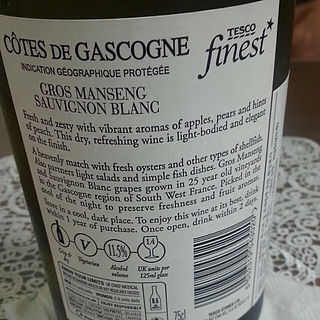 CÔTES DE GASCOGNE
TESCO
finest*
INDICATION GÉOGRAPHIQUE PROTÉGÉE
GROS MANSENG
SAUVIGNON BLANC
Fresh and zesty with vibrant aromas of apples, pears and hints
of peach. This dry, refreshing wine is light-bodied and elegant
on the finish.
Heavenly match with fresh oysters and other types of shellfish.
Also partners light salads and simple fish dishes. Gros Manseng
and Sauvignon Blanc grapes grown in 25 year old vineyards
in the Gascogne region of South West France. Picked in the
cool of the night to preserve freshness and fruit aromas.
Store in a cool, dark place. To enjoy this wine at its best, drink
within 1 year of purchase. Once open, drink within 2 days.
V
11.5%
1.4
Vegetarian
Alcohol
volume
UK units per
125ml glass
KNOW YOUR LIMITS
75cl